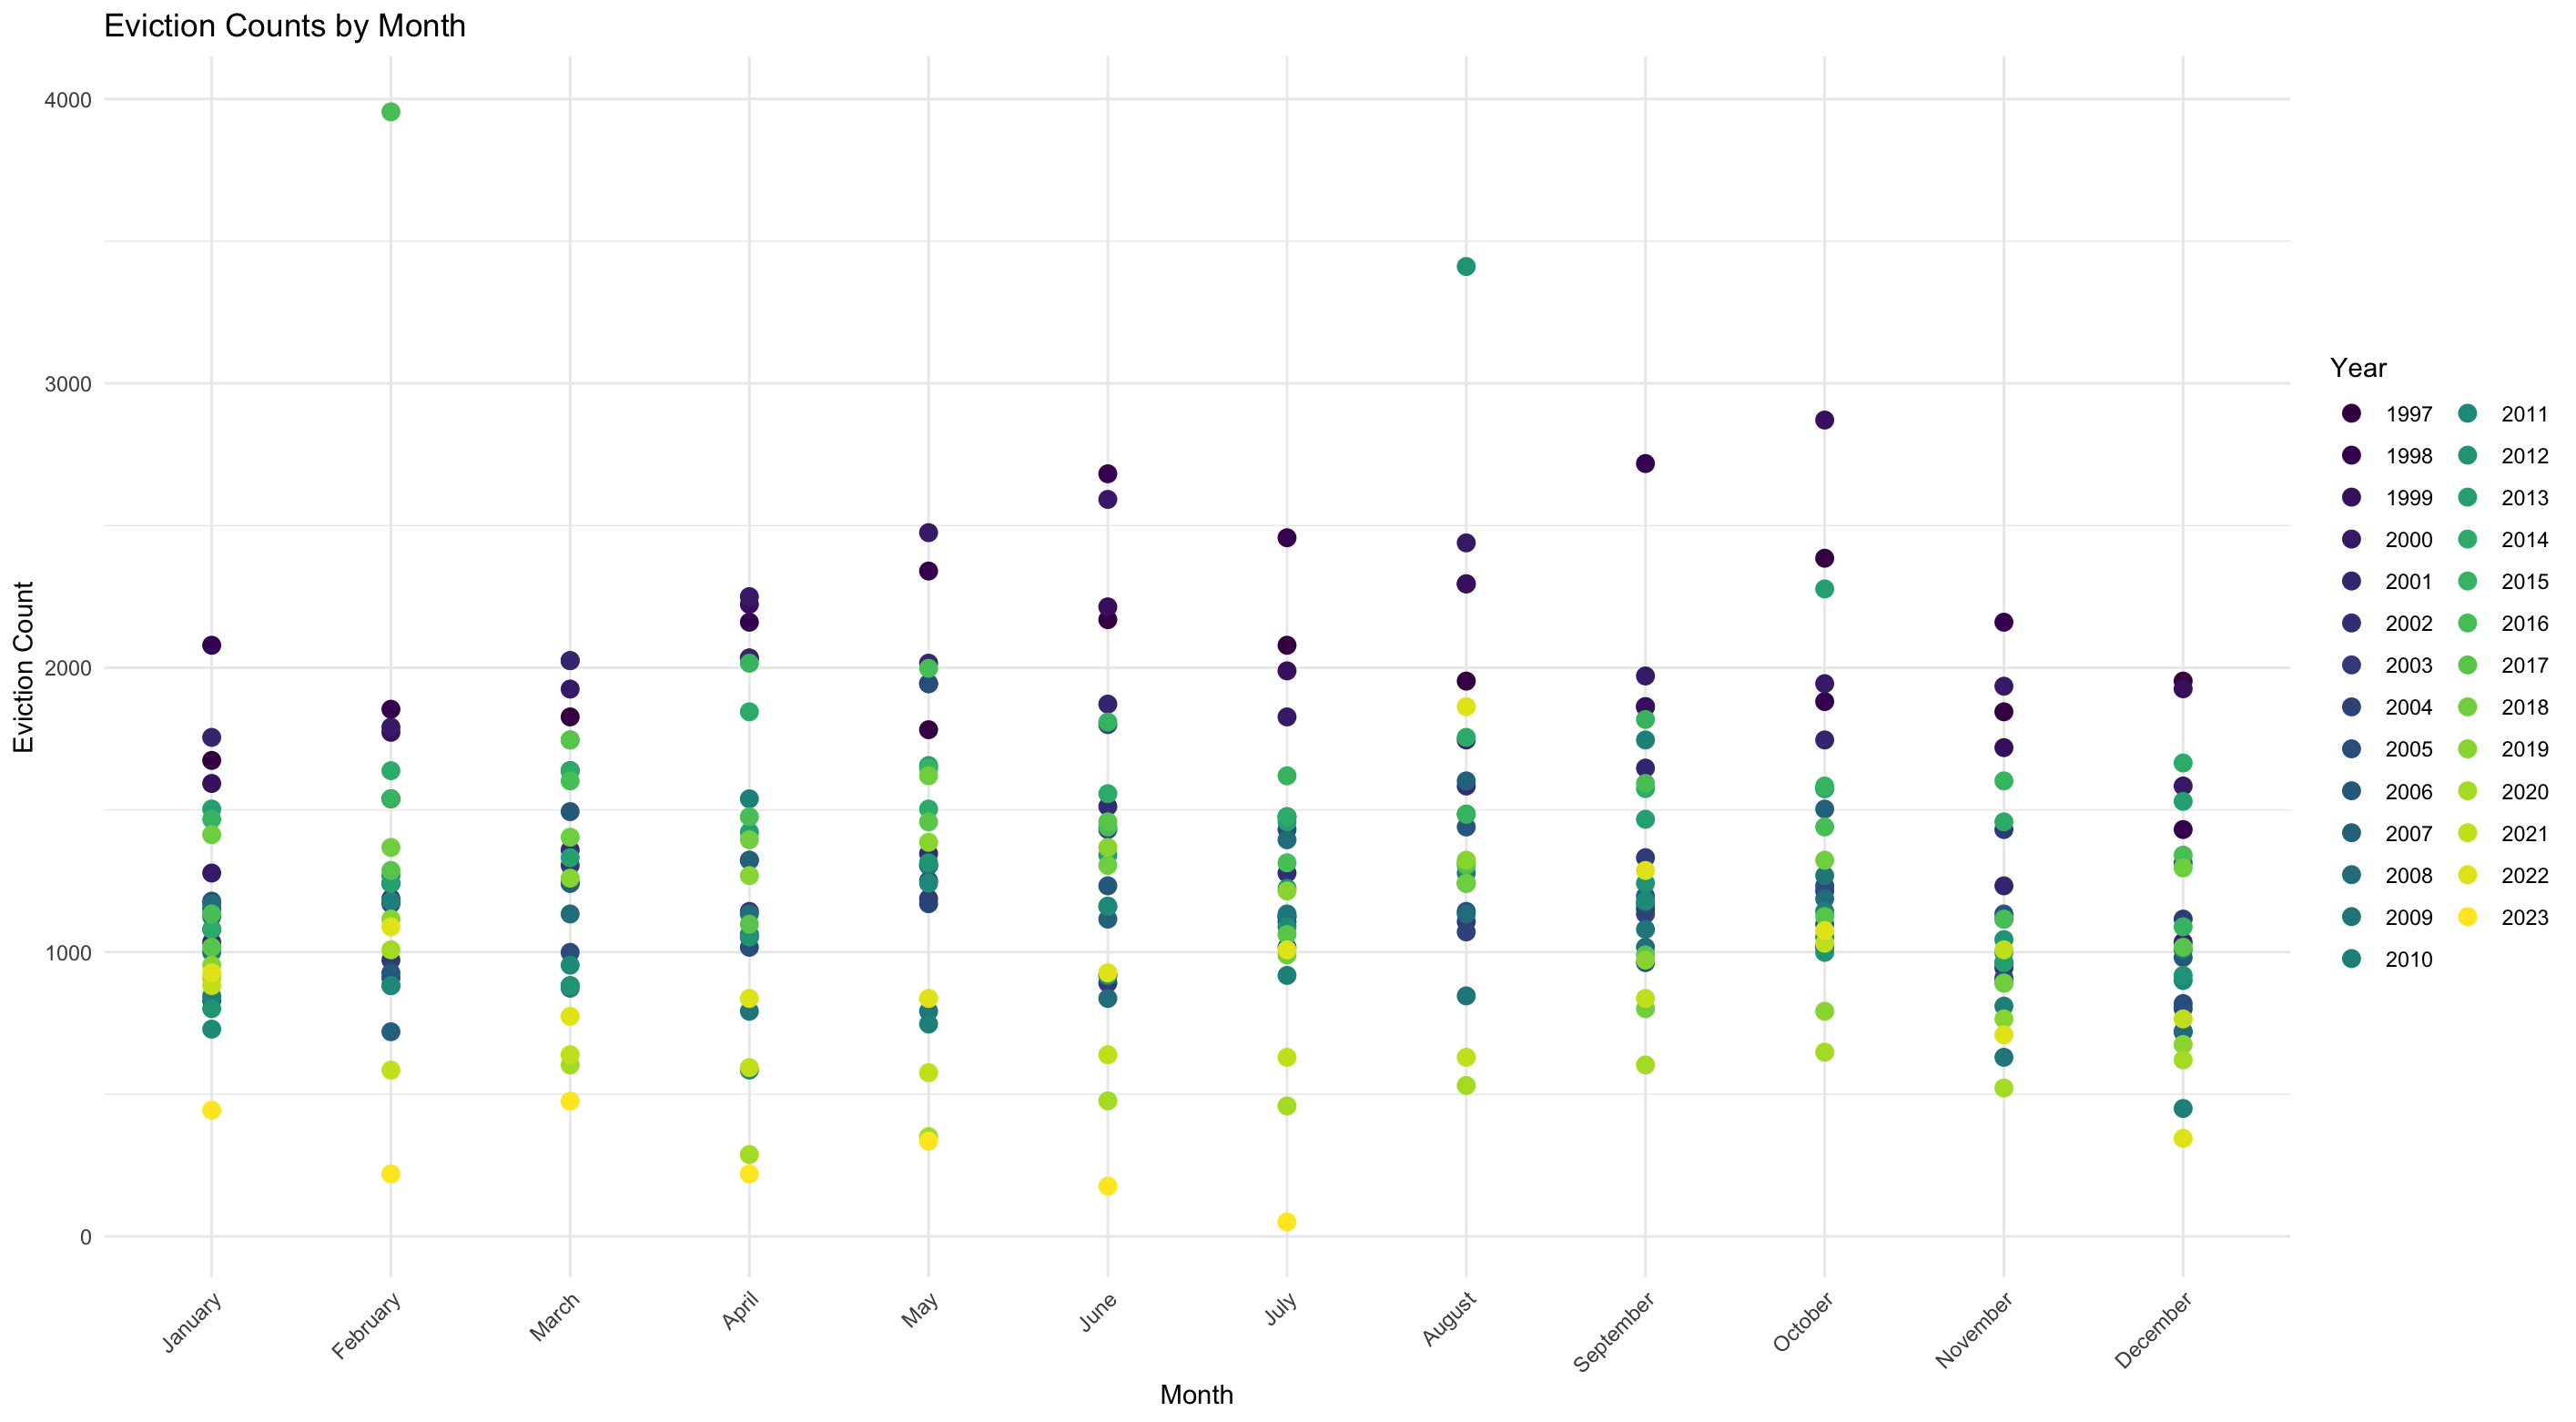 Eviction Counts by Month
Eviction Count
4000
3000
2000
1000
0
January
February
March
April
May
June
July
August
September
October
November
December
Month
Year
1997
1998
1999
2000
2001
2002
2003
2004
2005
2006
2007
2008
2009
2010
2011
2012
2013
2014
2015
2016
2017
2018
2019
2020
2021
2022
2023